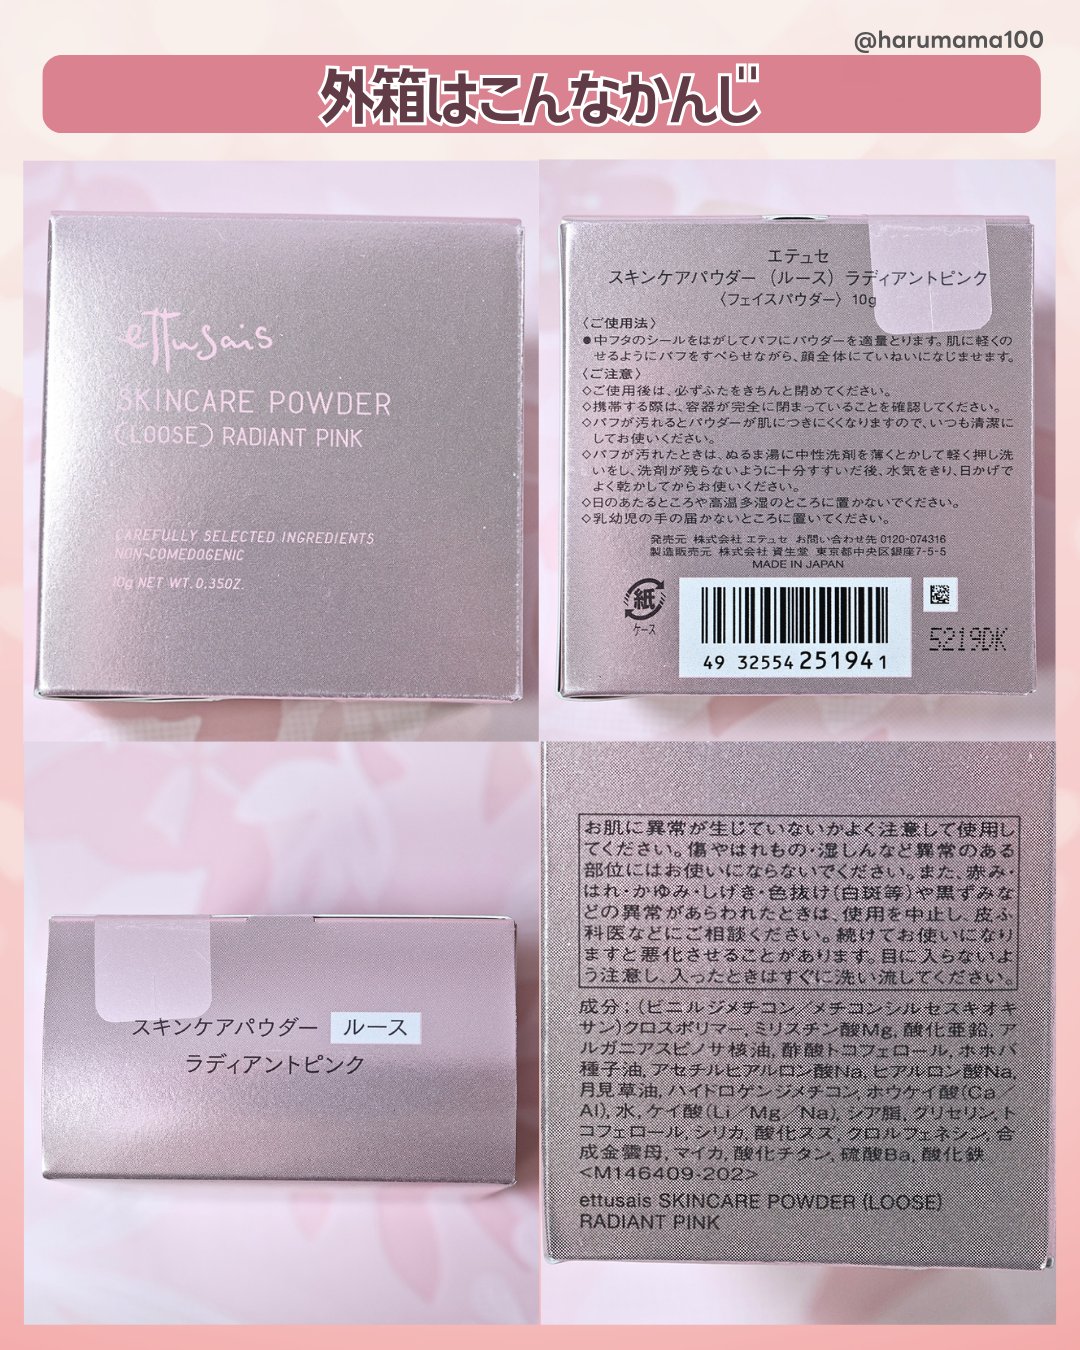 @harumama100
外箱はこんなかんじ
ettusais
SKINCARE POWDER
(LOOSE) RADIANT PINK
CAREFULLY SELECTED INGREDIENTS
NON-COMEDOGENIC
10g NET WT. 0.35OZ.
エテュセ
スキンケアパウダー（ルース）ラディアントピンク
〈フェイスパウダー〉10g
〈ご使用法〉
●中フタのシールをはがしてパフにパウダーを適量とります。肌に軽くの
せるようにパフをすべらせながら、顔全体にていねいになじませます。
〈ご注意〉
◇ご使用後は、必ずふたをきちんと閉めてください。
◇携帯する際は、容器が完全に閉まっていることを確認してください。
◇パフが汚れるとパウダーが肌につきにくくなりますので、いつも清潔に
してお使いください。
◇パフが汚れたときは、ぬるま湯に中性洗剤を薄くとかして軽く押し洗
いをし、洗剤が残らないように十分すすいだ後、水気をきり、日かげで
よく乾かしてからお使いください。
◇日のあたるところや高温多湿のところに置かないでください。
◇乳幼児の手の届かないところに置いてください。
発売元 株式会社 エテュセ お問い合わせ先 0120-074316
製造販売元 株式会社 資生堂 東京都中央区銀座7-5-5
MADE IN JAPAN
紙
ケース
49 32554 251941
5219DK
スキンケアパウダー ルース
ラディアントピンク
お肌に異常が生じていないかよく注意して使用し
てください。傷やはれもの・湿しんなど異常のある
部位にはお使いにならないでください。また、赤み・
はれ・かゆみ・しげき・色抜け(白斑等)や黒ずみな
どの異常があらわれたときは、使用を中止し、皮ふ
科医などにご相談ください。続けてお使いになり
ますと悪化させることがあります。目に入らないよ
う注意し、入ったときはすぐに洗い流してください。
成分；(ビニルジメチコン／メチコンシルセスキオキ
サン)クロスポリマー, ミリスチン酸Mg, 酸化亜鉛, ア
ルガニアスピノサ核油, 酢酸トコフェロール, ホホバ
種子油, アセチルヒアルロン酸Na, ヒアルロン酸Na,
月見草油, ハイドロゲンジメチコン, ホウケイ酸(Ca／
Al), 水, ケイ酸(Li／Mg／Na), シア脂, グリセリン, ト
コフェロール, シリカ, 酸化スズ, クロルフェネシン, 合
成金雲母, マイカ, 酸化チタン, 硫酸Ba, 酸化鉄
<M146409-202>
ettusais SKINCARE POWDER (LOOSE)
RADIANT PINK